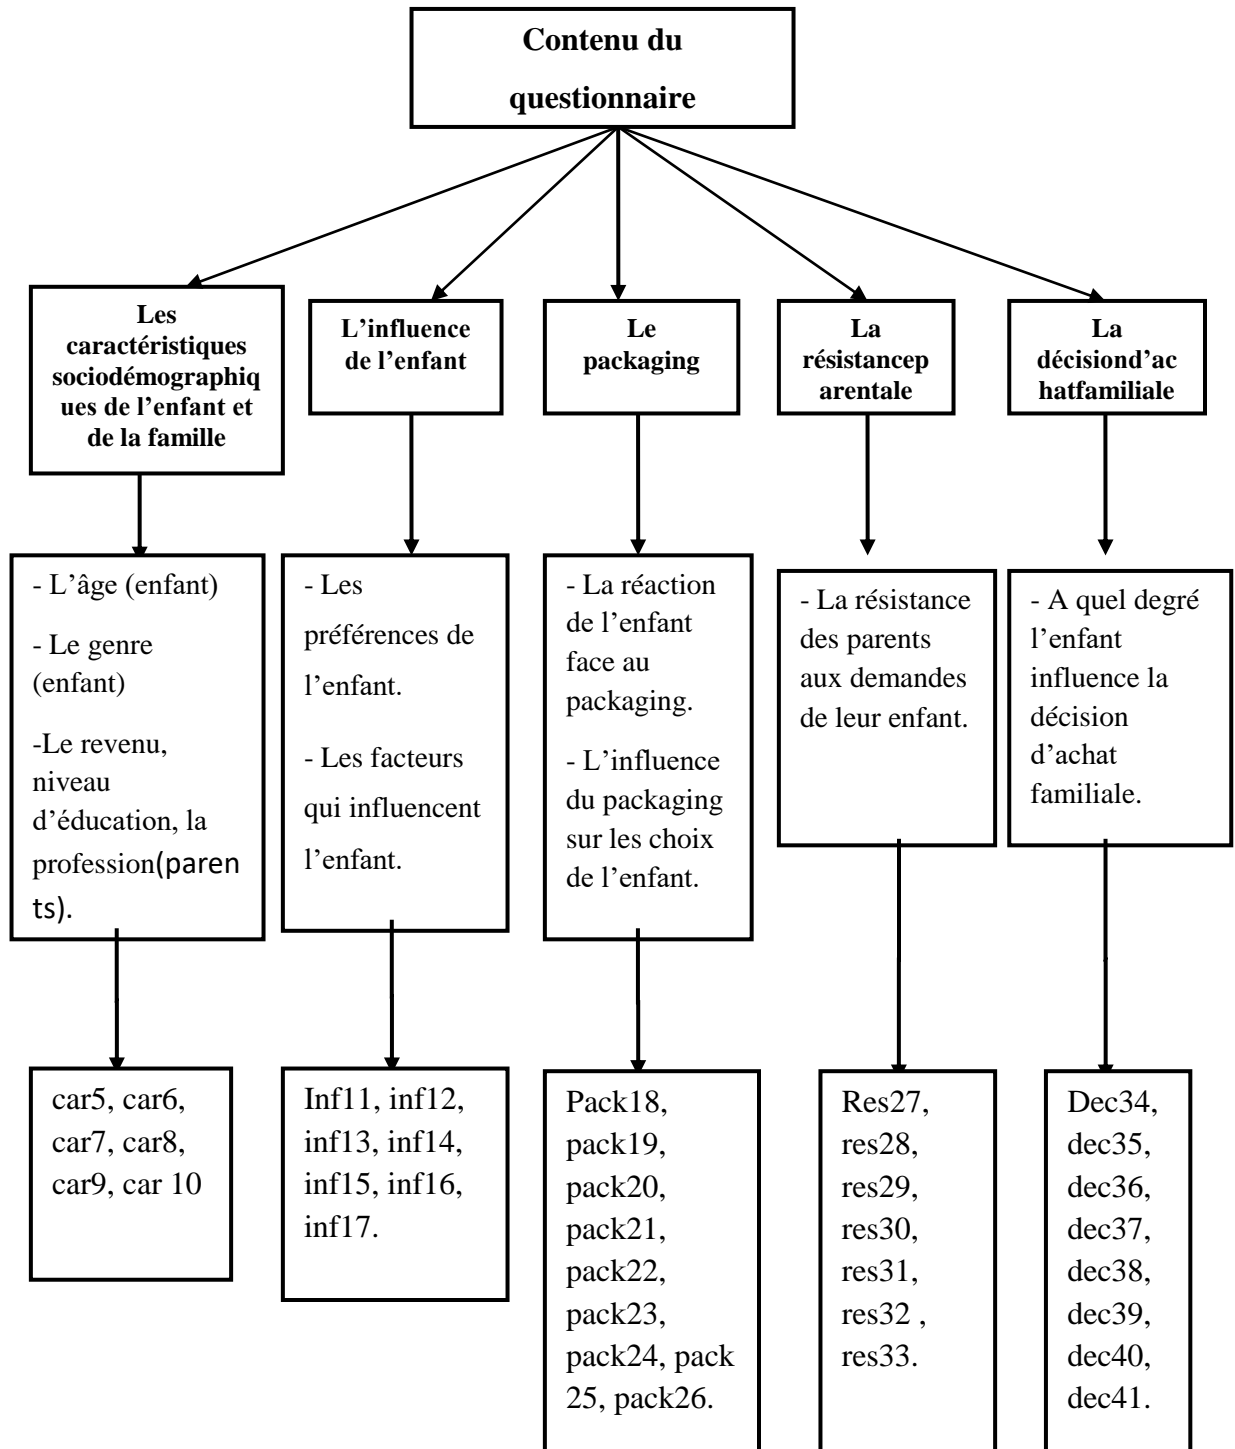 Contenu du
questionnaire
Les
caractéristiques
sociodémographiq
ues de l’enfant et
de la famille
L’influence
de l’enfant
Le
packaging
La
résistancep
arentale
La
décisiond’ac
hatfamiliale
- L’âge (enfant)
- Le genre
(enfant)
-Le revenu,
niveau
d’éducation, la
profession(paren
ts).
- Les
préférences de
l’enfant.
- Les facteurs
qui influencent
l’enfant.
- La réaction
de l’enfant
face au
packaging.
- L’influence
du packaging
sur les choix
de l’enfant.
- La résistance
des parents
aux demandes
de leur enfant.
- A quel degré
l’enfant
influence la
décision
d’achat
familiale.
car5, car6,
car7, car8,
car9, car 10
Inf11, inf12,
inf13, inf14,
inf15, inf16,
inf17.
Pack18,
pack19,
pack20,
pack21,
pack22,
pack23,
pack24, pack
25, pack26.
Res27,
res28,
res29,
res30,
res31,
res32 ,
res33.
Dec34,
dec35,
dec36,
dec37,
dec38,
dec39,
dec40,
dec41.